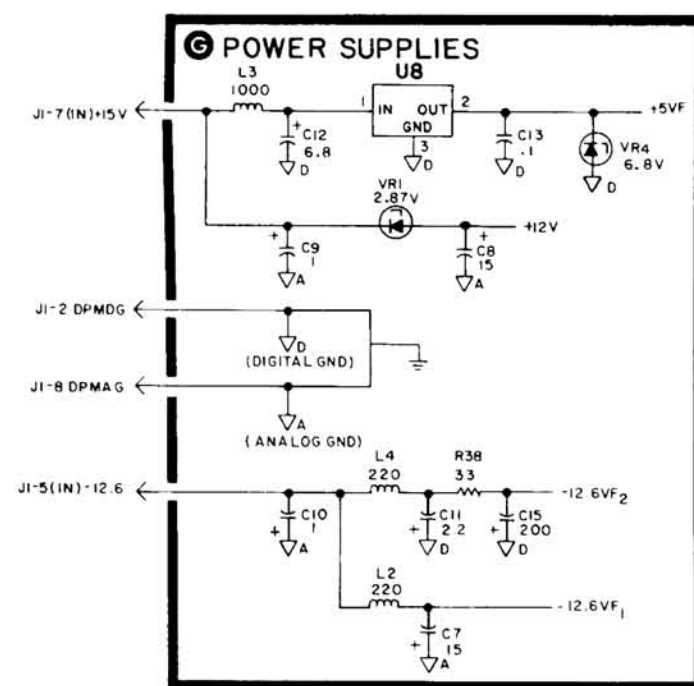 G POWER SUPPLIES
L3
1000
U8
J1-7(IN)+15V
1
IN
OUT
2
GND
3
D
+
C12
6.8
D
C13
.1
D
+5VF
VR4
6.8V
D
VR1
2.87V
+
C9
1
A
+
C8
15
A
+12V
J1-2 DPMDG
D
(DIGITAL GND)
J1-8 DPMAG
A
(ANALOG GND)
L4
220
R38
33
J1-5(IN)-12.6
-12.6VF2
C10
1
+
A
C11
2.2
+
D
C15
200
+
D
L2
220
-12.6VF1
C7
15
+
A